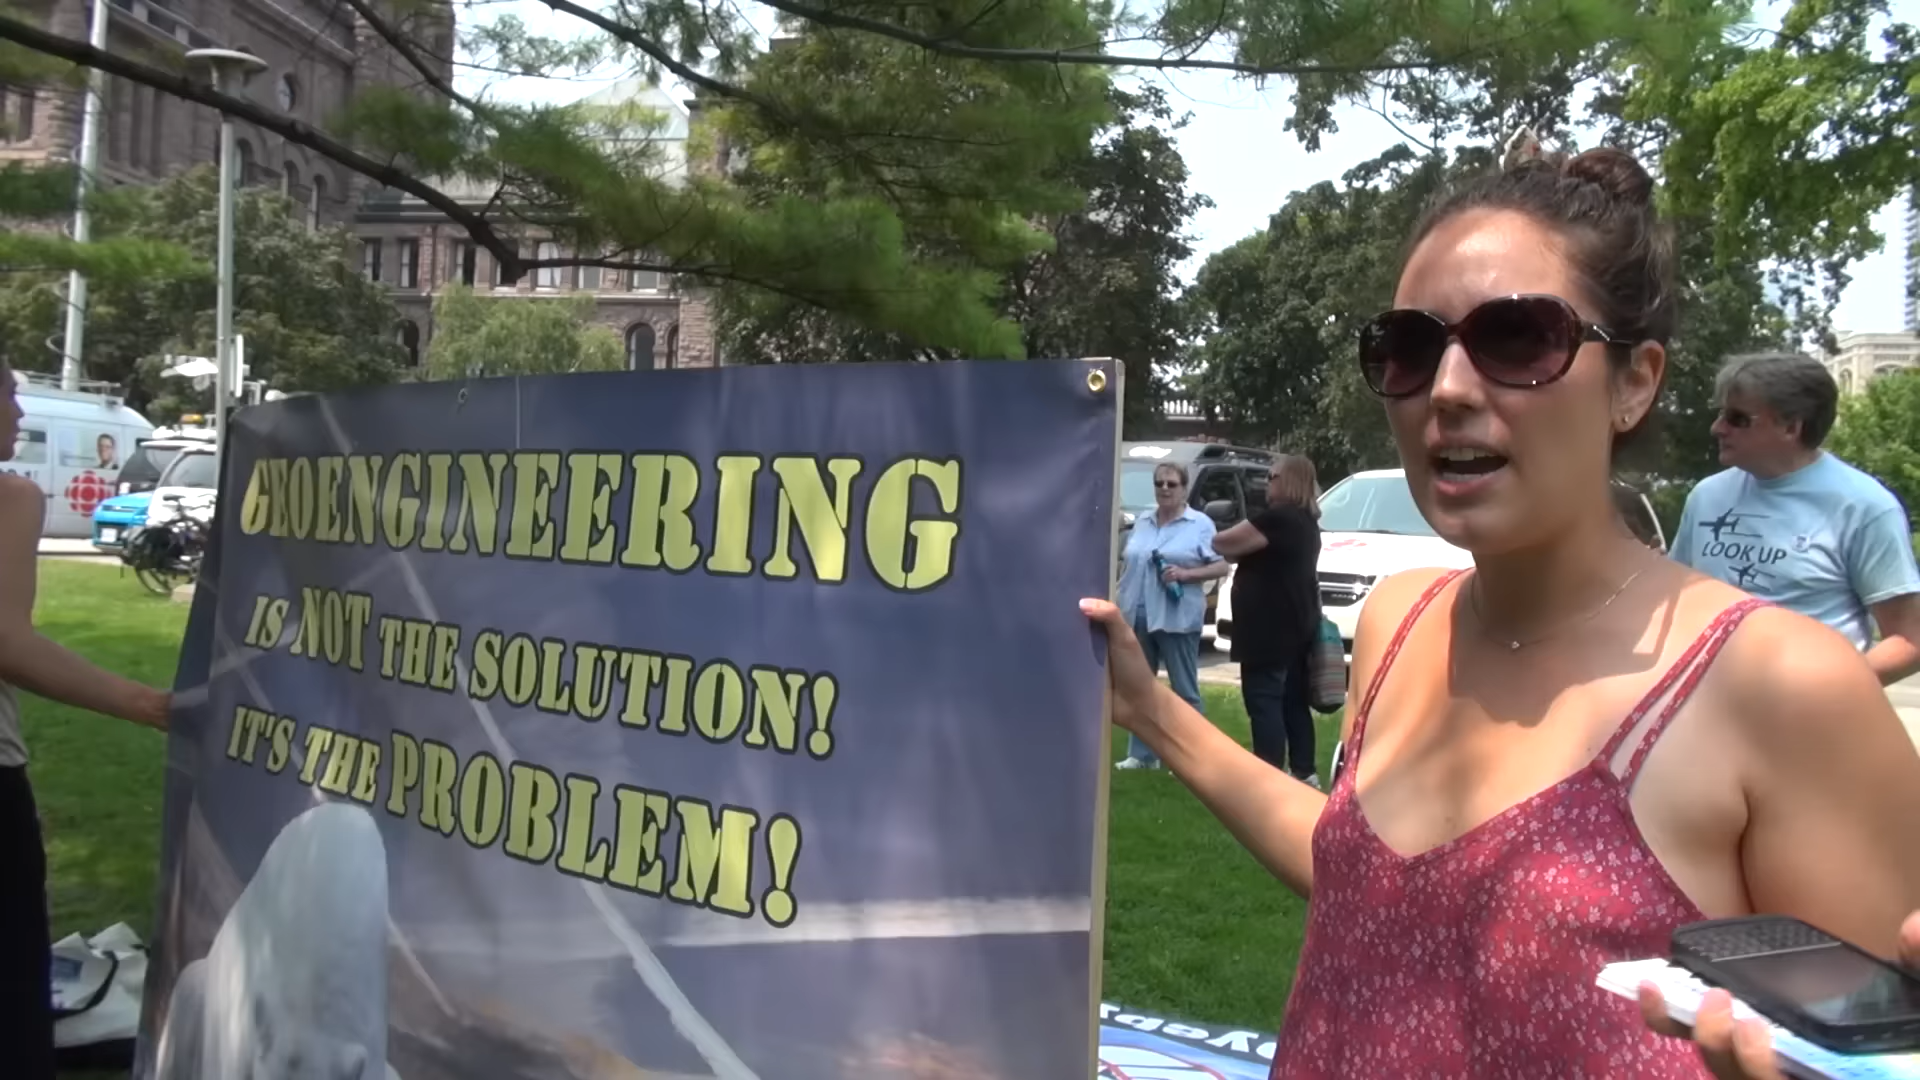 GEOENGINEERING
IS NOT THE SOLUTION!
IT'S THE PROBLEM!
LOOK UP